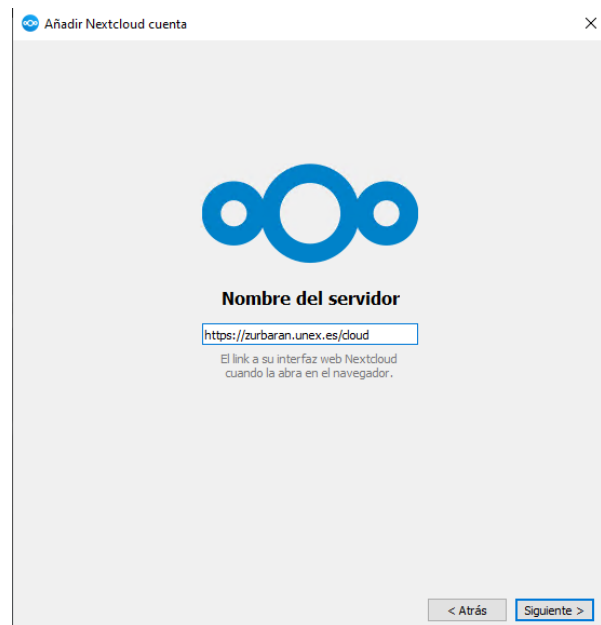 Añadir Nextcloud cuenta
Nombre del servidor
https://zurbaran.unex.es/cloud
El link a su interfaz web Nextcloud
cuando la abra en el navegador.
< Atrás
Siguiente >